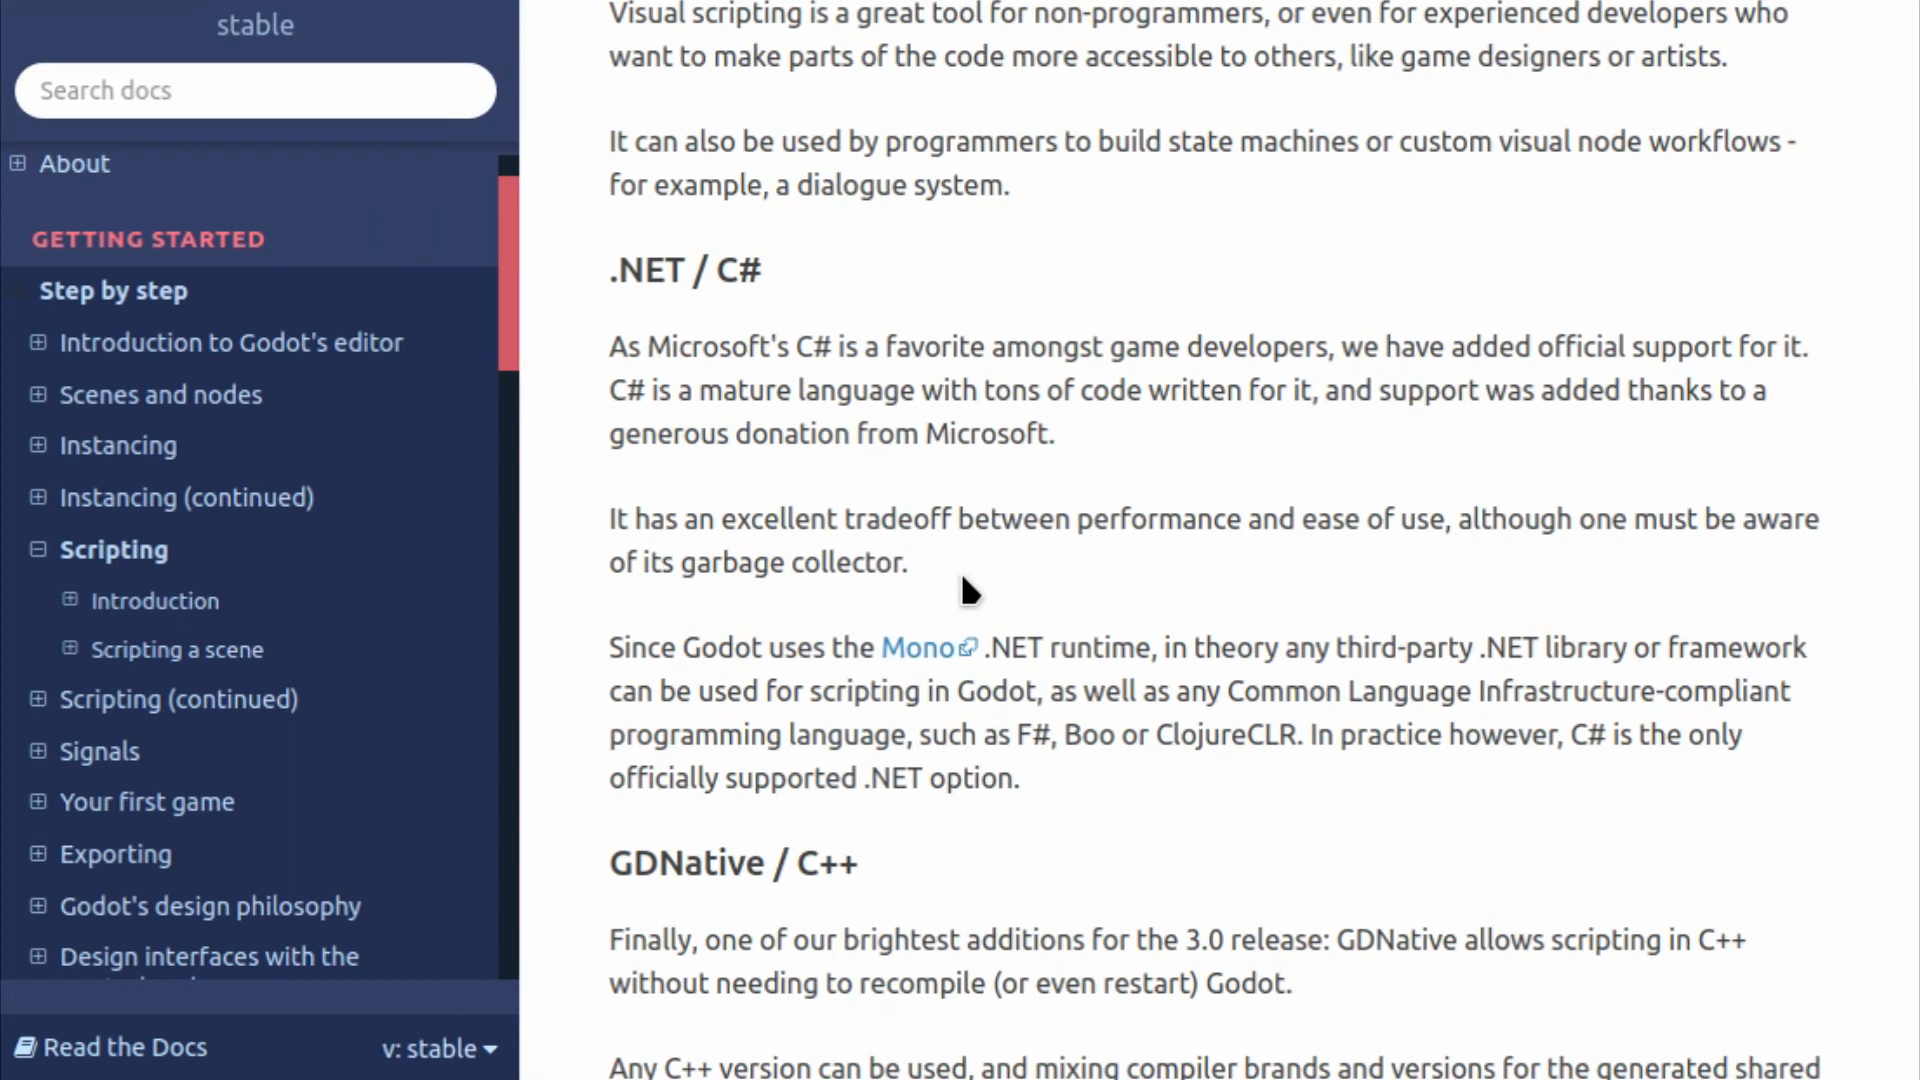 stable
Search docs
About
GETTING STARTED
Step by step
Introduction to Godot's editor
Scenes and nodes
Instancing
Instancing (continued)
Scripting
Introduction
Scripting a scene
Scripting (continued)
Signals
Your first game
Exporting
Godot's design philosophy
Design interfaces with the
Read the Docs
v: stable
Visual scripting is a great tool for non-programmers, or even for experienced developers who
want to make parts of the code more accessible to others, like game designers or artists.
It can also be used by programmers to build state machines or custom visual node workflows -
for example, a dialogue system.
.NET / C#
As Microsoft's C# is a favorite amongst game developers, we have added official support for it.
C# is a mature language with tons of code written for it, and support was added thanks to a
generous donation from Microsoft.
It has an excellent tradeoff between performance and ease of use, although one must be aware
of its garbage collector.
Since Godot uses the Mono .NET runtime, in theory any third-party .NET library or framework
can be used for scripting in Godot, as well as any Common Language Infrastructure-compliant
programming language, such as F#, Boo or ClojureCLR. In practice however, C# is the only
officially supported .NET option.
GDNative / C++
Finally, one of our brightest additions for the 3.0 release: GDNative allows scripting in C++
without needing to recompile (or even restart) Godot.
Any C++ version can be used, and mixing compiler brands and versions for the generated shared